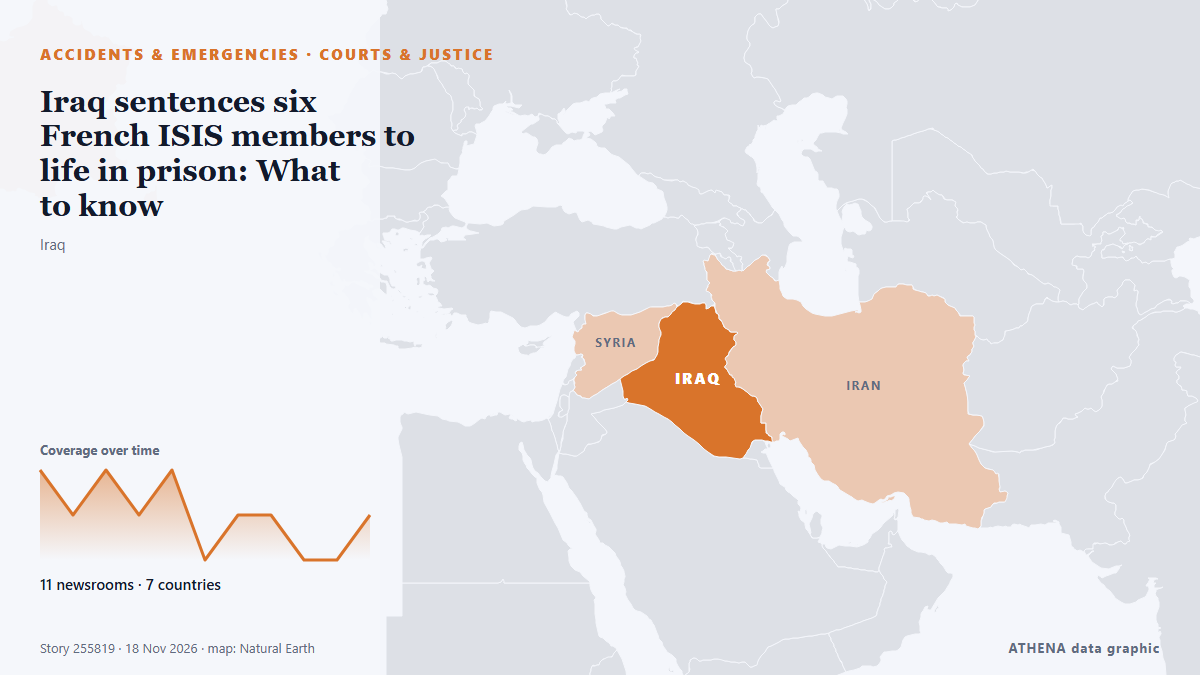 ACCIDENTS & EMERGENCIES · COURTS & JUSTICE
Iraq sentences six
French ISIS members to
life in prison: What
to know
Iraq
SYRIA
IRAQ
IRAN
Coverage over time
11 newsrooms · 7 countries
Story 255819 · 18 Nov 2026 · map: Natural Earth
ATHENA data graphic